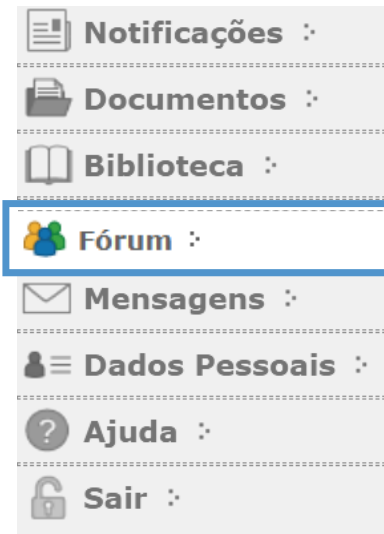 Notificações
Documentos
Biblioteca
Fórum
Mensagens
Dados Pessoais
Ajuda
Sair